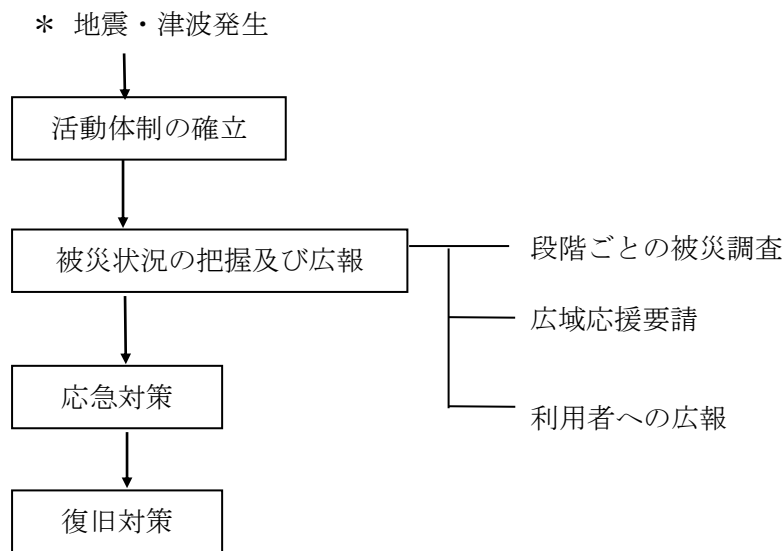 ＊ 地震・津波発生
活動体制の確立
被災状況の把握及び広報
段階ごとの被災調査
広域応援要請
利用者への広報
応急対策
復旧対策